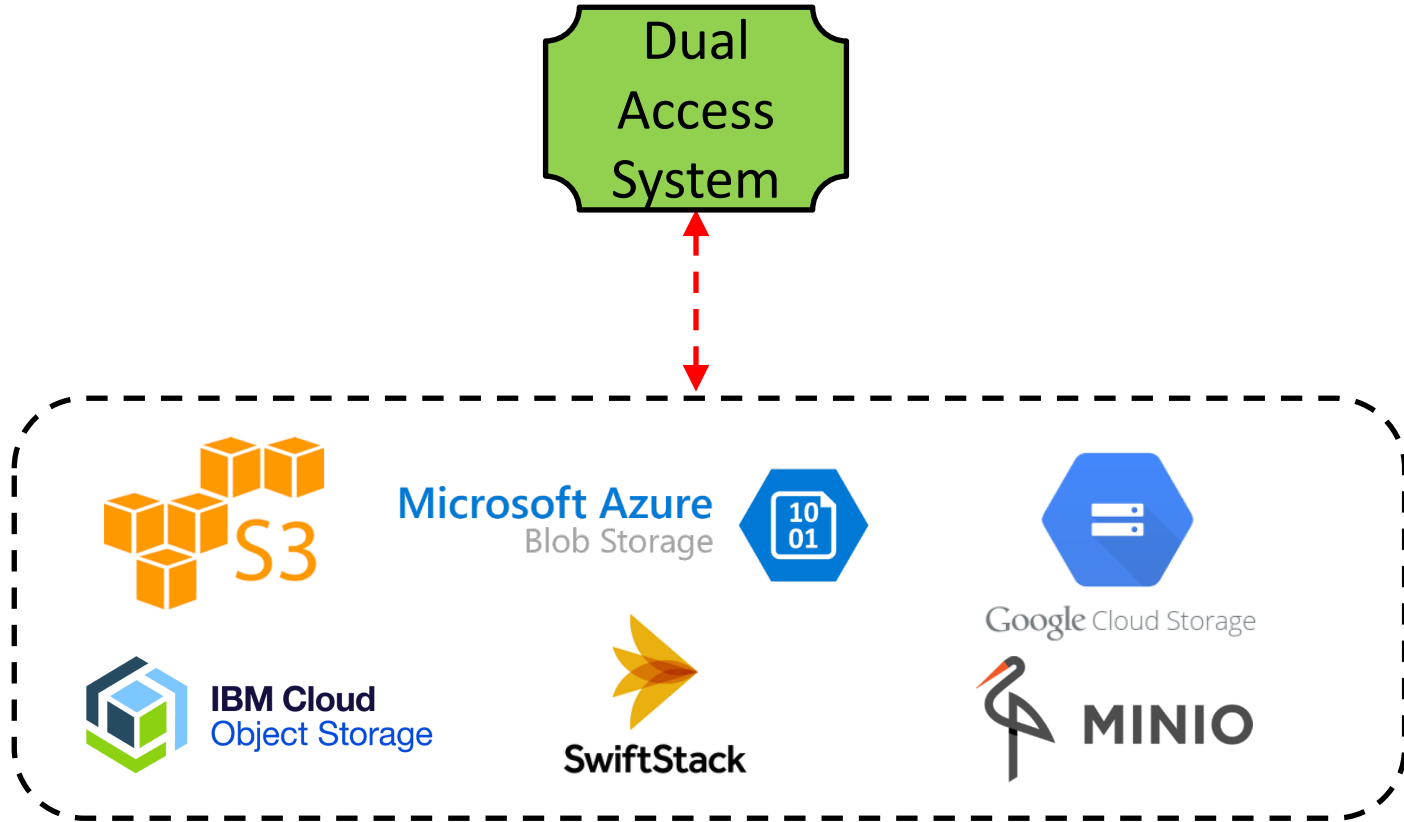 Dual
Access
System
S3
Microsoft Azure
Blob Storage
10
01
Google Cloud Storage
IBM Cloud
Object Storage
SwiftStack
MINIO